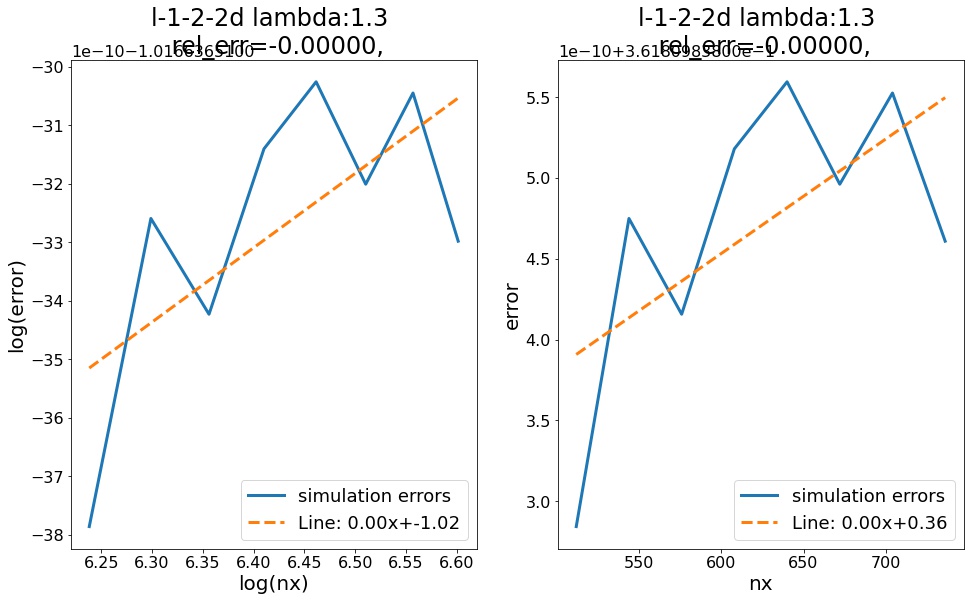 l-1-2-2d lambda:1.3
rel_err=-0.00000,
−30
−31
−32
−33
−34
−35
−36
−37
−38
log(error)
6.25 6.30 6.35 6.40 6.45 6.50 6.55 6.60
log(nx)
simulation errors
Line: 0.00x+-1.02
l-1-2-2d lambda:1.3
rel_err=-0.00000,
5.5
5.0
4.5
4.0
3.5
3.0
error
550 600 650 700
nx
simulation errors
Line: 0.00x+0.36